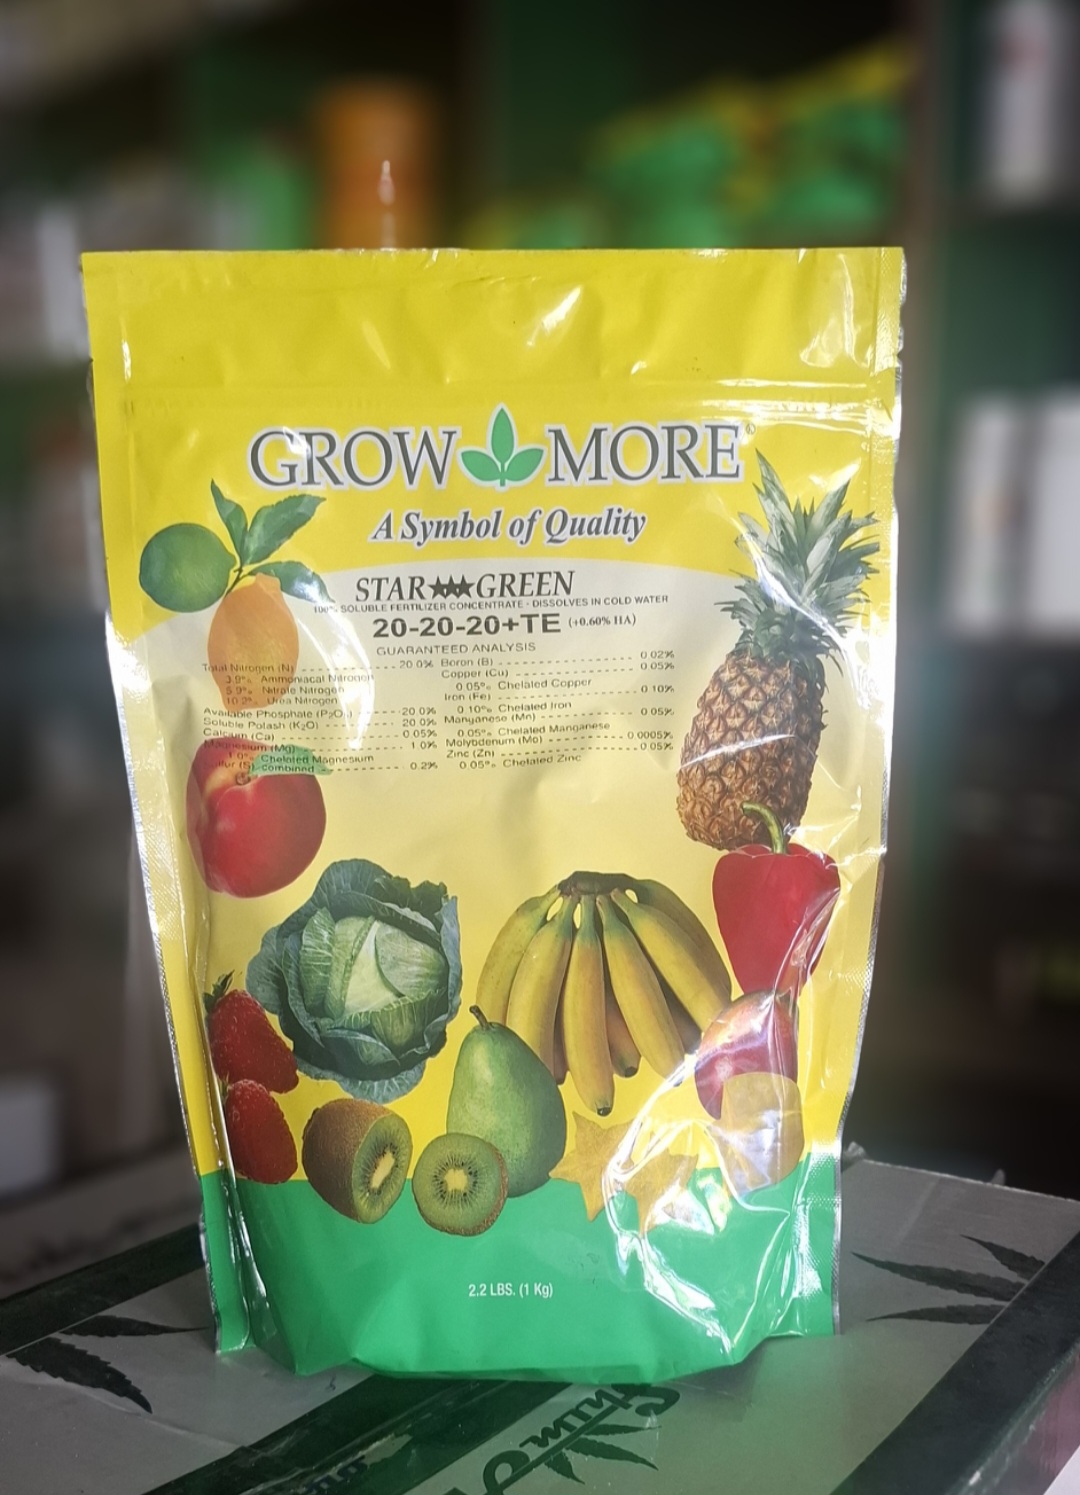 GROW MORE®
A Symbol of Quality
STAR★★★GREEN
100% SOLUBLE FERTILIZER CONCENTRATE - DISSOLVES IN COLD WATER
20-20-20+TE (+0.60% HA)
GUARANTEED ANALYSIS
Total Nitrogen (N) 20.0%
3.9% Ammoniacal Nitrogen
5.9% Nitrate Nitrogen
10.2% Urea Nitrogen
Available Phosphate (P2O5) 20.0%
Soluble Potash (K2O) 20.0%
Calcium (Ca) 0.05%
Magnesium (Mg) 1.0%
1.0% Chelated Magnesium
(S) Combined 0.2%
Boron (B) 0.02%
Copper (Cu) 0.05%
0.05% Chelated Copper
Iron (Fe) 0.10%
0.10% Chelated Iron
Manganese (Mn) 0.05%
0.05% Chelated Manganese
Molybdenum (Mo) 0.0005%
Zinc (Zn) 0.05%
0.05% Chelated Zinc
2.2 LBS. (1 Kg)